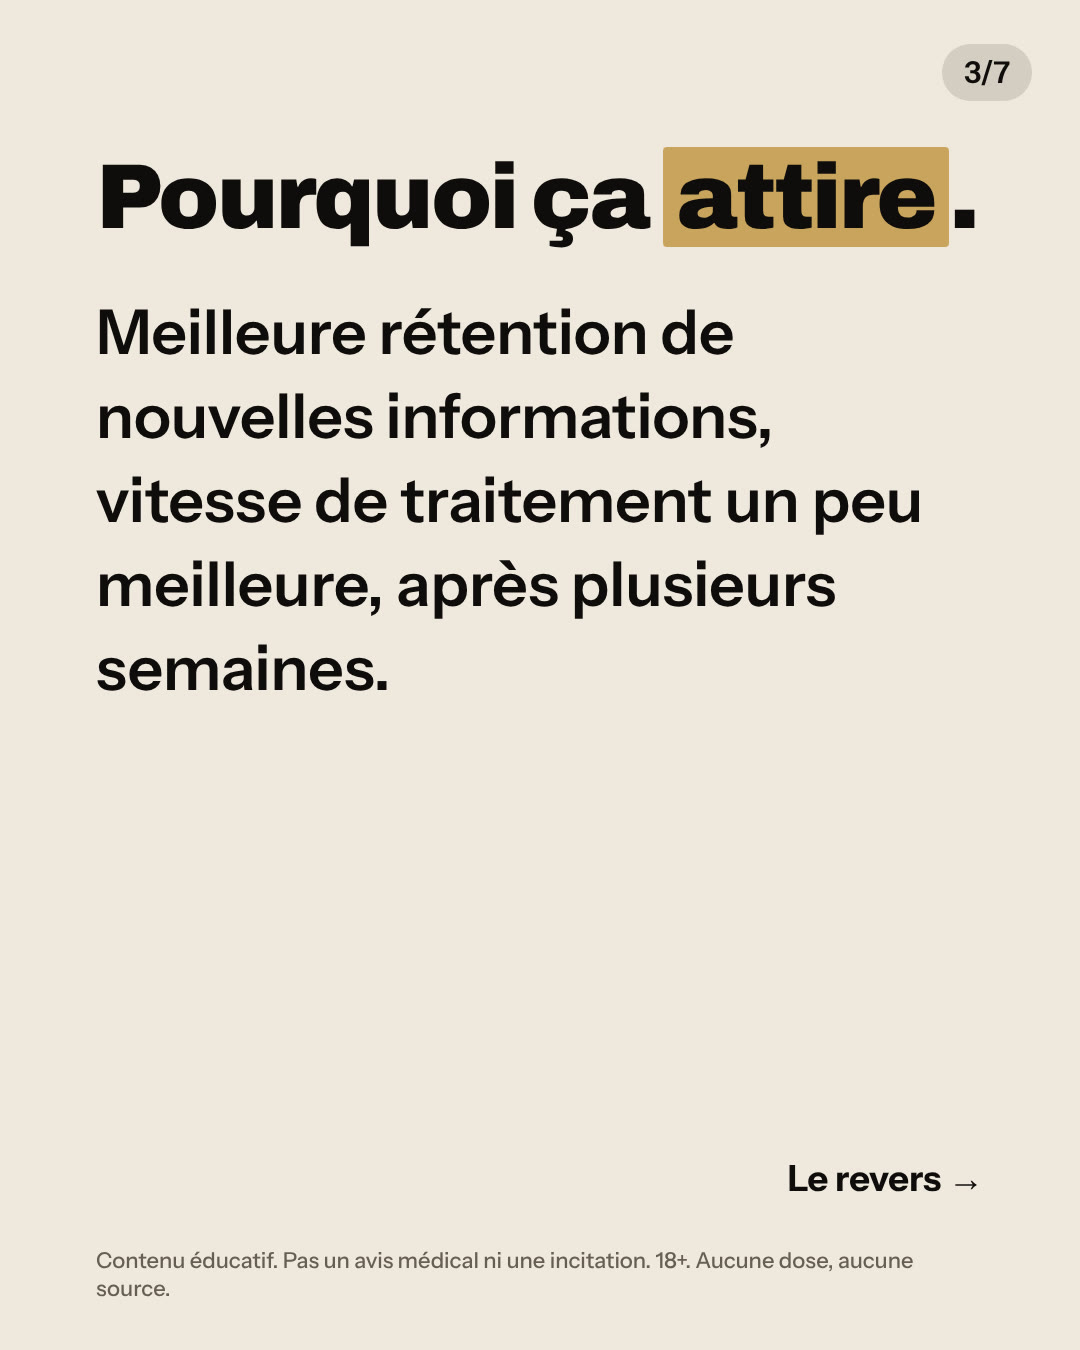 3/7
Pourquoi ça attire.
Meilleure rétention de
nouvelles informations,
vitesse de traitement un peu
meilleure, après plusieurs
semaines.
Le revers →
Contenu éducatif. Pas un avis médical ni une incitation. 18+. Aucune dose, aucune
source.